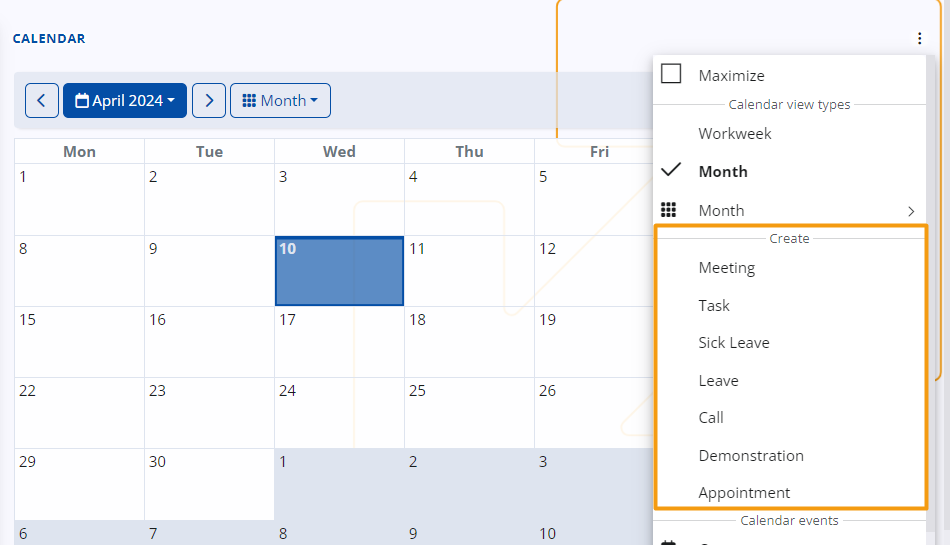 CALENDAR
April 2024
Month
Mon Tue Wed Thu Fri
1 2 3 4 5
8 9 10 11 12
15 16 17 18 19
22 23 24 25 26
29 30 1 2 3
6 7 8 9 10
Maximize
Calendar view types
Workweek
Month
Month
Create
Meeting
Task
Sick Leave
Leave
Call
Demonstration
Appointment
Calendar events